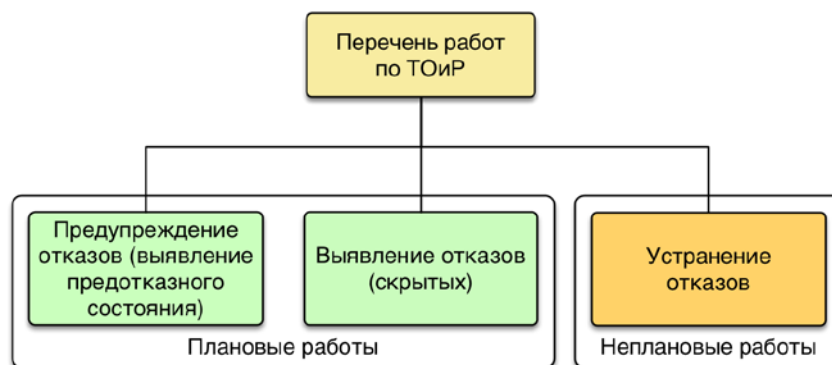 Перечень работ
по ТОиР
Предупреждение
отказов (выявление
предотказного
состояния)
Выявление отказов
(скрытых)
Устранение
отказов
Плановые работы
Неплановые работы